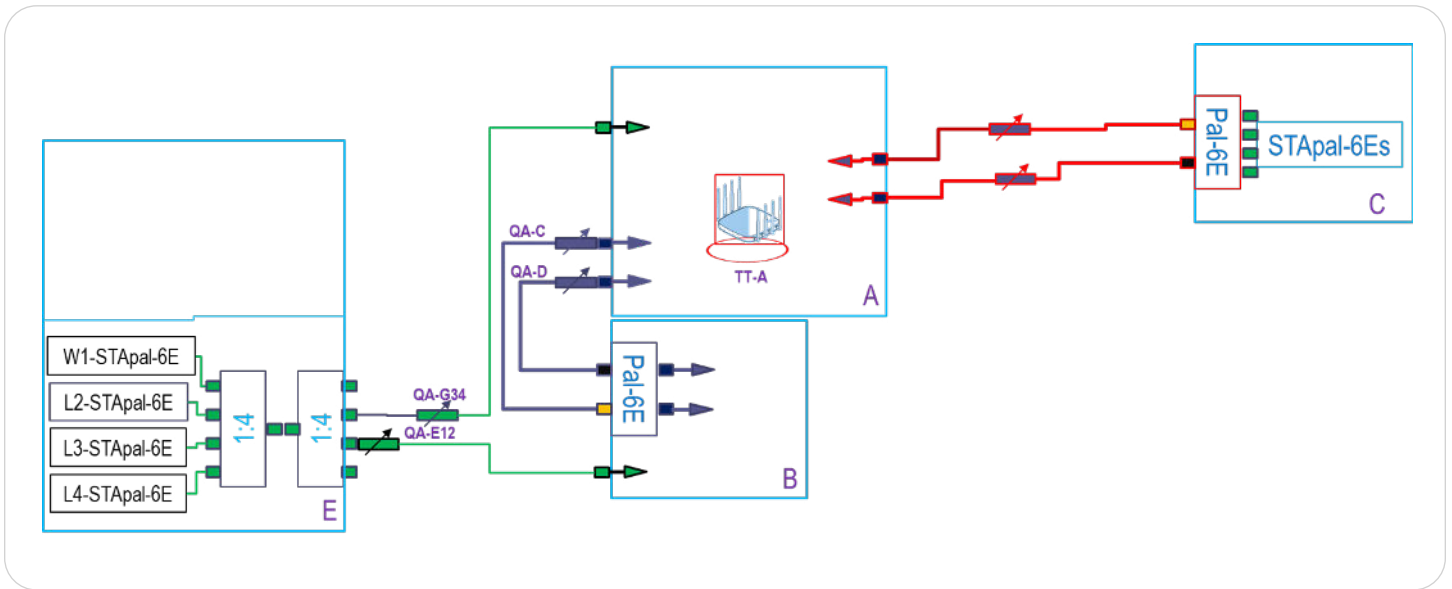 Pal-6E
STApal-6Es
C
QA-C
QA-D
TT-A
A
W1-STApal-6E
L2-STApal-6E
L3-STApal-6E
L4-STApal-6E
1:4
1:4
E
QA-G34
QA-E12
Pal-6E
B